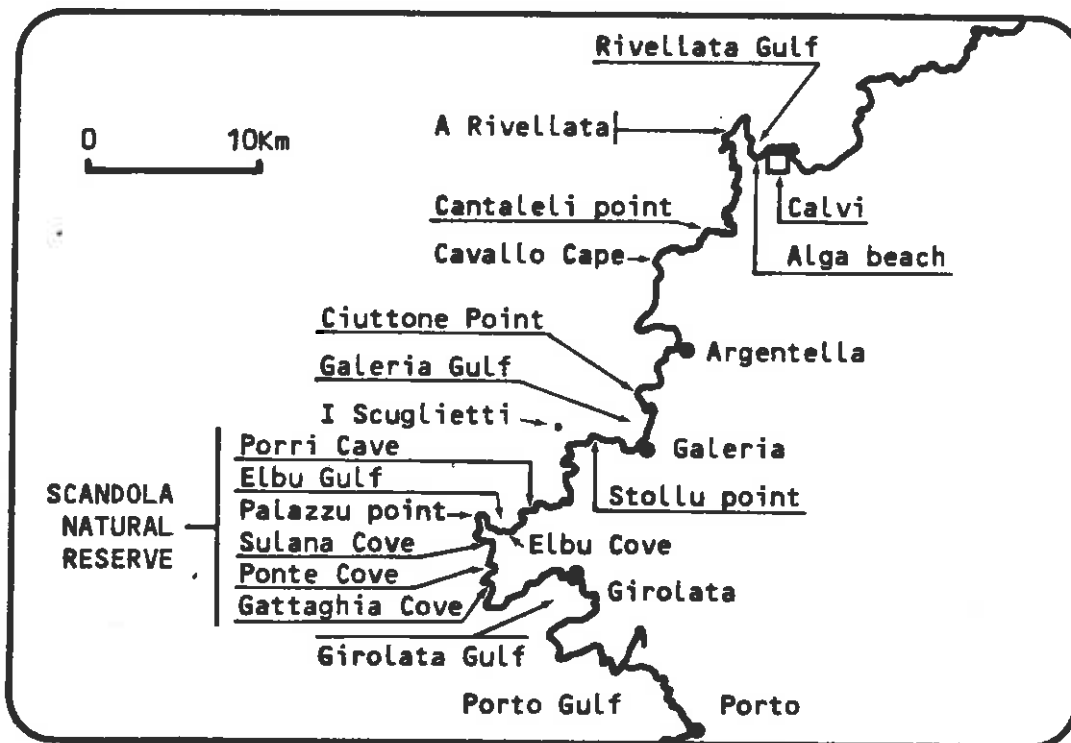 Rivellata Gulf
0 10Km
A Rivellata
Cantaleli point
Calvi
Cavallo Cape
Alga beach
Ciuttone Point
Argentella
Galeria Gulf
I Scuglietti
Porri Cave
Galeria
Elbu Gulf
Stollu point
SCANDOLA
NATURAL
RESERVE
Palazzu point
Sulana Cove
Elbu Cove
Ponte Cove
Girolata
Gattaghia Cove
Girolata Gulf
Porto Gulf
Porto